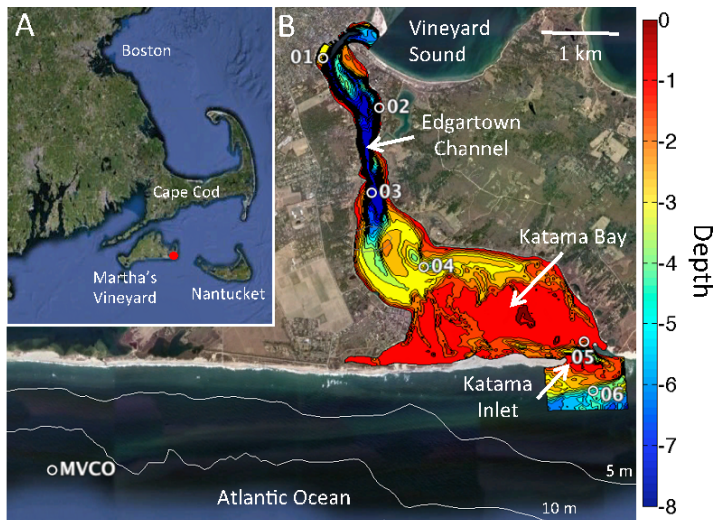 A
Boston
Cape Cod
Martha's
Vineyard
Nantucket
B
Vineyard
Sound
1 km
01
02
Edgartown
Channel
03
04
Katama Bay
05
Katama
Inlet
06
MVCO
5 m
10 m
Atlantic Ocean
0
-1
-2
-3
-4
-5
-6
-7
-8
Depth